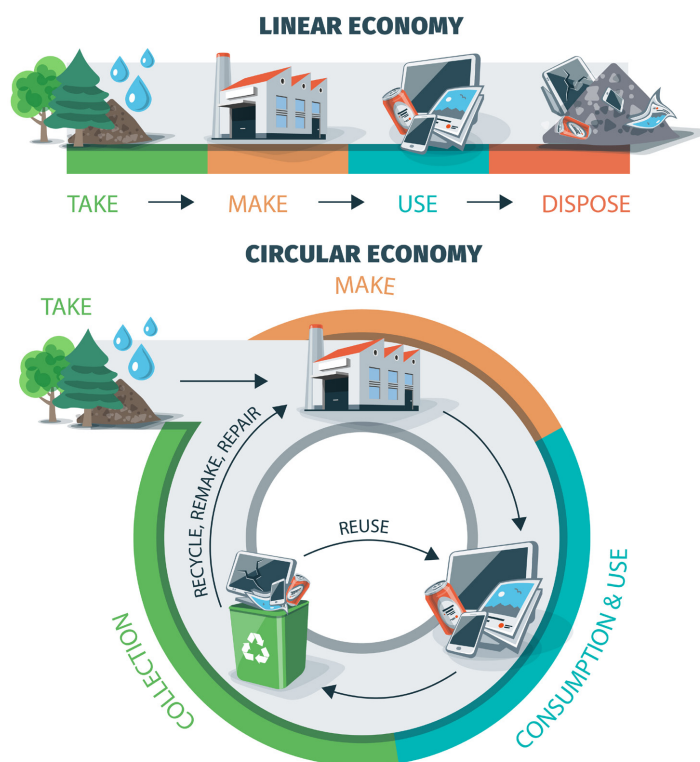 LINEAR ECONOMY
TAKE
MAKE
USE
DISPOSE
CIRCULAR ECONOMY
MAKE
TAKE
RECYCLE, REMAKE, REPAIR
REUSE
COLLECTION
CONSUMPTION & USE